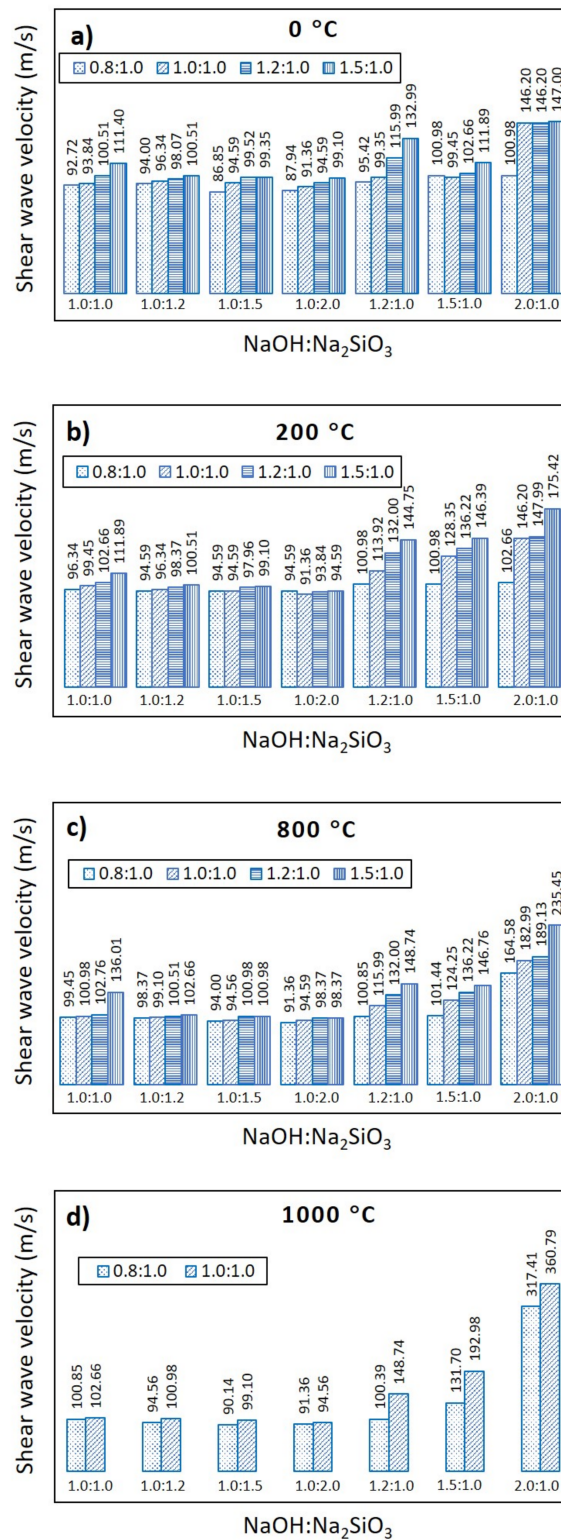 a)
0 °C
0.8:1.0 1.0:1.0 1.2:1.0 1.5:1.0
92.72 93.84 100.51 111.40 94.00 96.34 98.07 100.51 86.85 94.59 99.52 99.35 87.94 91.36 94.59 99.10 95.42 99.35 115.99 132.99 100.98 99.45 102.66 111.89 100.98 146.20 146.20 147.00
Shear wave velocity (m/s)
1.0:1.0 1.0:1.2 1.0:1.5 1.0:2.0 1.2:1.0 1.5:1.0 2.0:1.0
NaOH:Na₂SiO₃
b)
200 °C
0.8:1.0 1.0:1.0 1.2:1.0 1.5:1.0
96.34 99.45 102.66 111.89 94.59 96.34 98.37 100.51 94.59 94.59 97.96 99.10 94.59 91.36 93.84 94.59 100.98 113.92 132.00 144.75 100.98 128.35 136.22 146.39 102.66 146.20 147.99 175.42
Shear wave velocity (m/s)
1.0:1.0 1.0:1.2 1.0:1.5 1.0:2.0 1.2:1.0 1.5:1.0 2.0:1.0
NaOH:Na₂SiO₃
c)
800 °C
0.8:1.0 1.0:1.0 1.2:1.0 1.5:1.0
99.45 100.98 102.76 136.01 98.37 99.10 100.51 102.66 94.00 94.56 100.98 100.98 91.36 94.59 98.37 98.37 100.85 115.99 132.00 148.74 101.44 124.25 136.22 146.76 164.58 182.99 189.13 235.45
Shear wave velocity (m/s)
1.0:1.0 1.0:1.2 1.0:1.5 1.0:2.0 1.2:1.0 1.5:1.0 2.0:1.0
NaOH:Na₂SiO₃
d)
1000 °C
0.8:1.0 1.0:1.0
100.85 102.66 94.56 100.98 90.14 99.10 91.36 94.56 100.39 148.74 131.70 192.98 317.41 360.79
Shear wave velocity (m/s)
1.0:1.0 1.0:1.2 1.0:1.5 1.0:2.0 1.2:1.0 1.5:1.0 2.0:1.0
NaOH:Na₂SiO₃